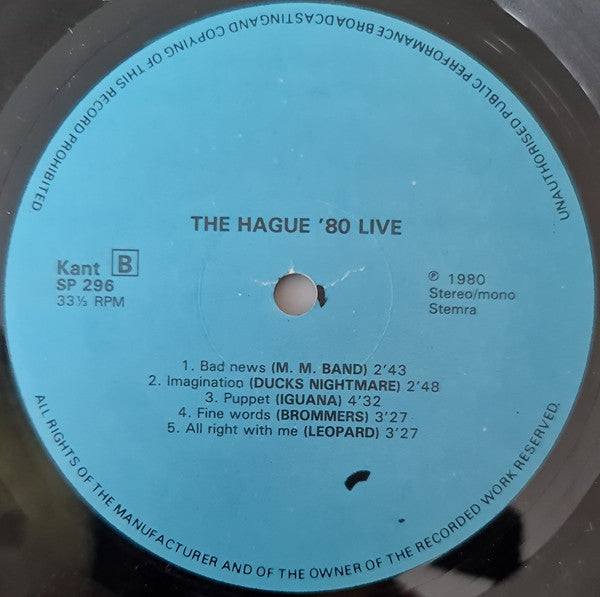 UNAUTHORISED PUBLIC PERFORMANCE BROADCASTINGAND COPYING OF THIS RECORD PROHIBITED
THE HAGUE '80 LIVE
Kant B
SP 296
33⅓ RPM
℗ 1980
Stereo/mono
Stemra
1. Bad news (M. M. BAND) 2'43
2. Imagination (DUCKS NIGHTMARE) 2'48
3. Puppet (IGUANA) 4'32
4. Fine words (BROMMERS) 3'27
5. All right with me (LEOPARD) 3'27
ALL RIGHTS OF THE MANUFACTURER AND OF THE OWNER OF THE RECORDED WORK RESERVED.